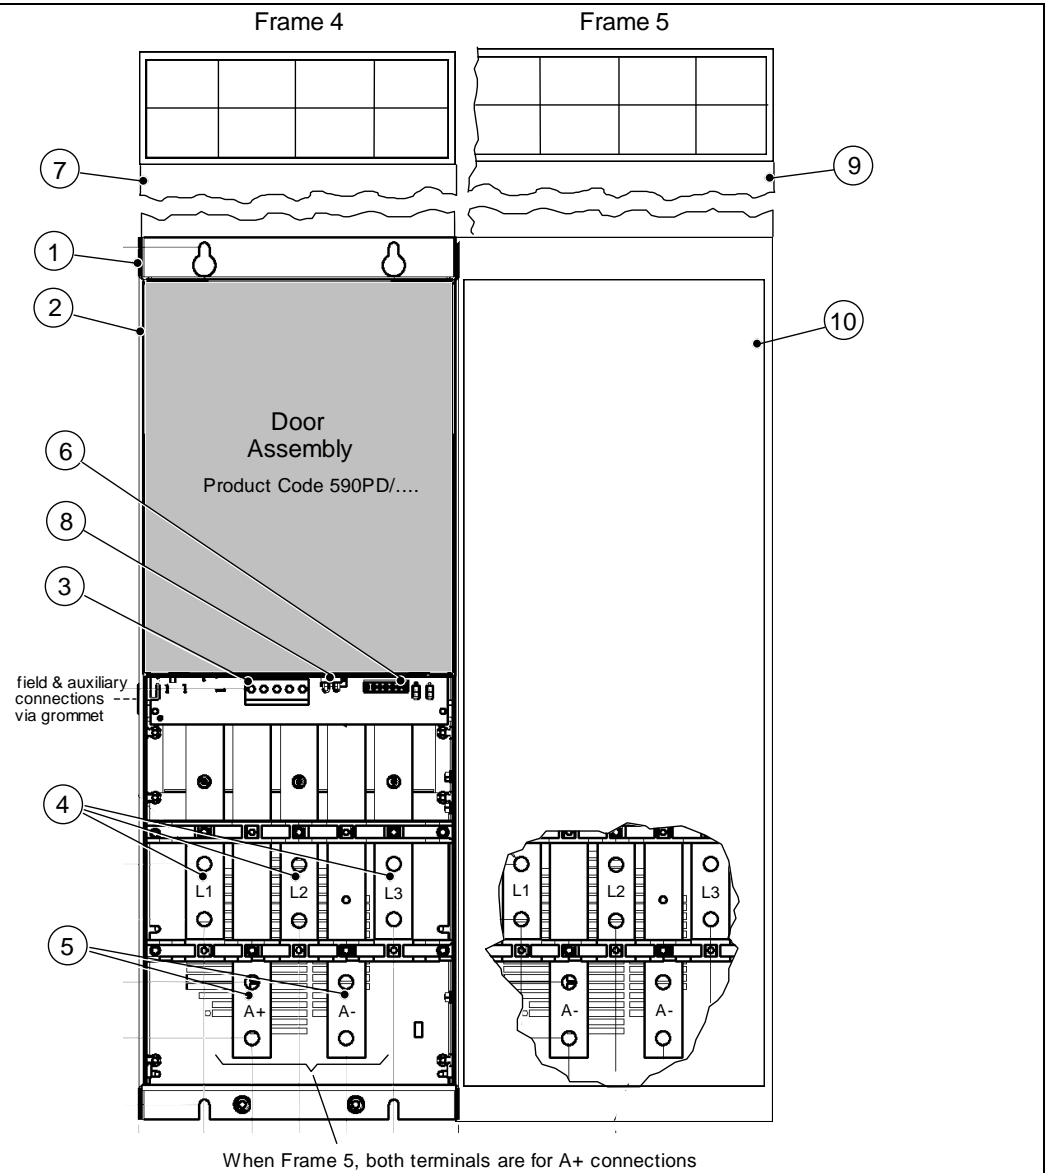 Frame 4
Frame 5
7
9
1
2
10
Door
Assembly
Product Code 590PD/....
6
8
3
field & auxiliary
connections
via grommet
4
L1
L2
L3
L1
L2
L3
5
A+
A-
A-
A-
When Frame 5, both terminals are for A+ connections